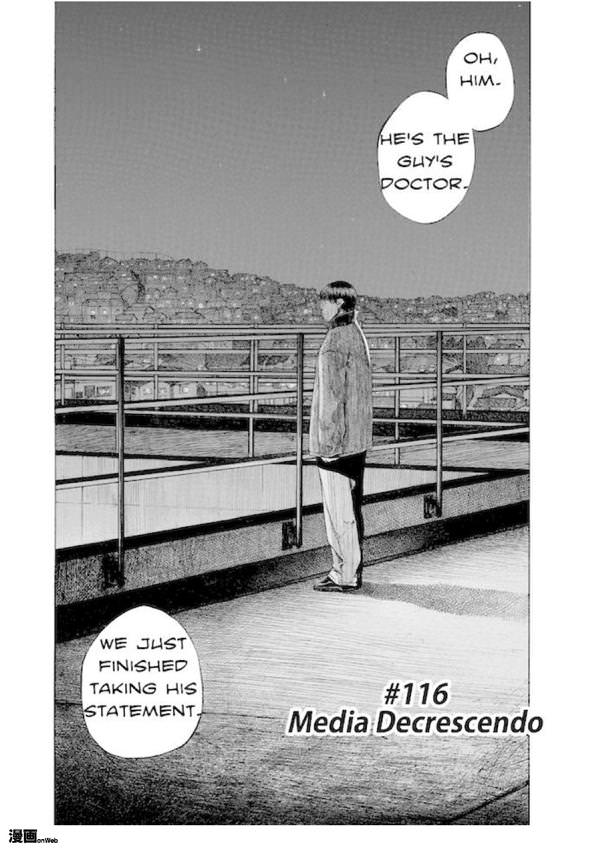 OH,
HIM.
HE'S THE
GUY'S
DOCTOR.
WE JUST
FINISHED
TAKING HIS
STATEMENT.
#116
Media Decrescendo
漫画onWeb